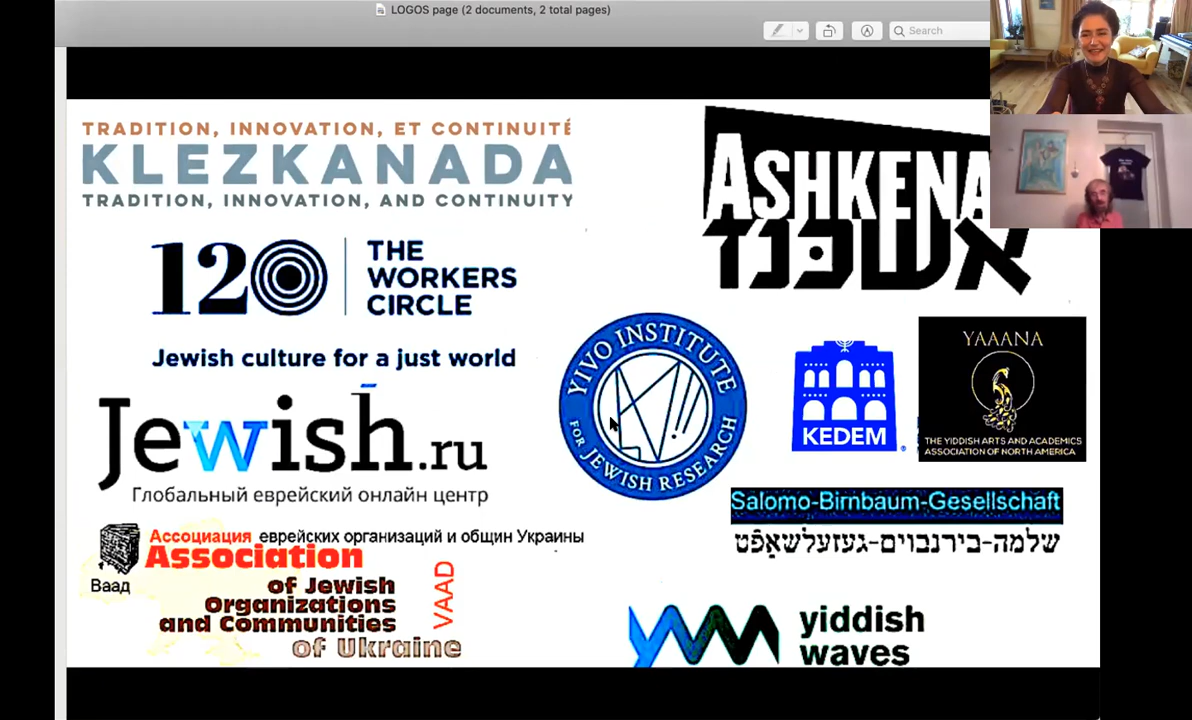 LOGOS page (2 documents, 2 total pages)
Search
TRADITION, INNOVATION, ET CONTINUITÉ
KLEZKANADA
TRADITION, INNOVATION, AND CONTINUITY
ASHKENA
אשכּנז
120
THE
WORKERS
CIRCLE
Jewish culture for a just world
Jewish.ru
Глобальный еврейский онлайн центр
YIVO INSTITUTE
FOR JEWISH RESEARCH
KEDEM
YAAANA
THE YIDDISH ARTS AND ACADEMICS
ASSOCIATION OF NORTH AMERICA
Salomo-Birnbaum-Gesellschaft
שלמה-בירנבוים-געזעלשאַפֿט
Ассоциация еврейских организаций и общин Украины
Ваад
Association
of Jewish
Organizations
and Communities
of Ukraine
VAAD
yiddish
waves